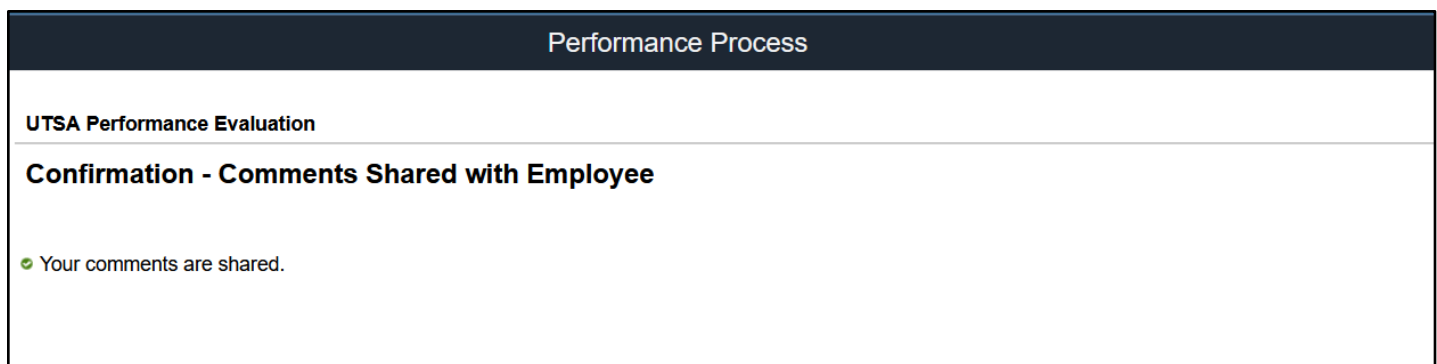 Performance Process
UTSA Performance Evaluation
Confirmation - Comments Shared with Employee
Your comments are shared.